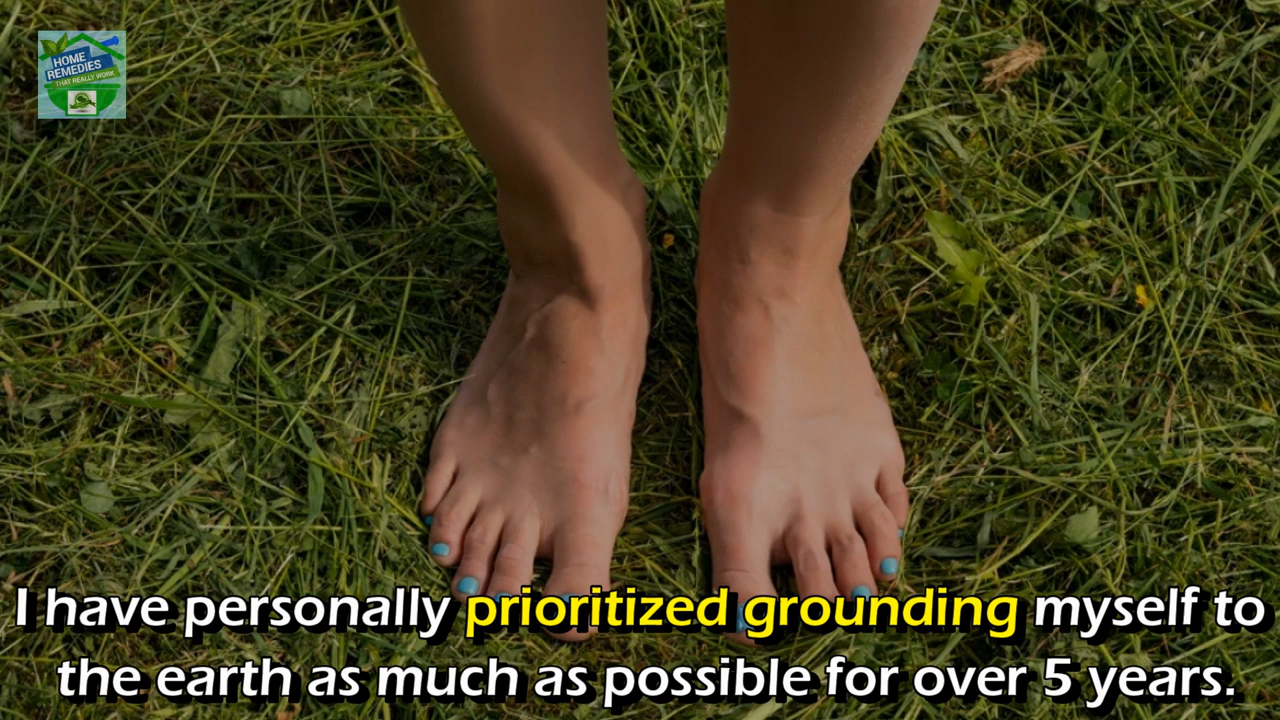 HOME
REMEDIES
THAT REALLY WORK
I have personally prioritized grounding myself to
the earth as much as possible for over 5 years.